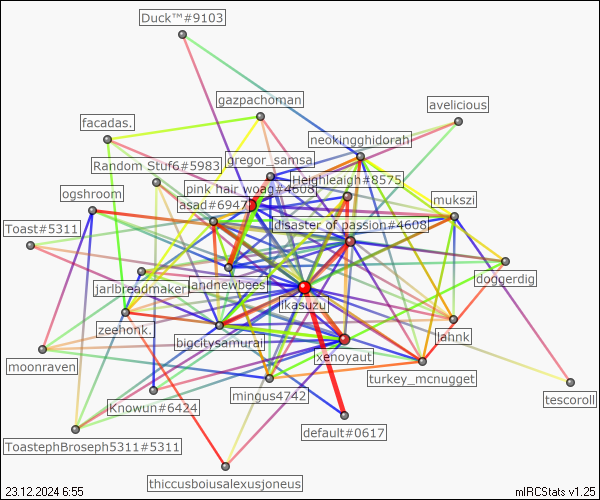 Duck™#9103
gazpachoman
avelicious
facadas.
neokingghidorah
gregor_samsa
Random Stuf6#5983
Heighleaigh#8575
pink hair woag#4608
ogshroom
mukszi
asad#6947
disaster of passion#4608
Toast#5311
doggerdig
jarlbreadmaker
andnewbees
ikasuzu
zeehonk.
lahnk
bigcitysamurai
xenoyaut
moonraven
turkey_mcnugget
mingus4742
tescoroll
Knowun#6424
default#0617
ToastephBroseph5311#5311
thiccusboiusalexusjoneus
23.12.2024 6:55
mIRCStats v1.25